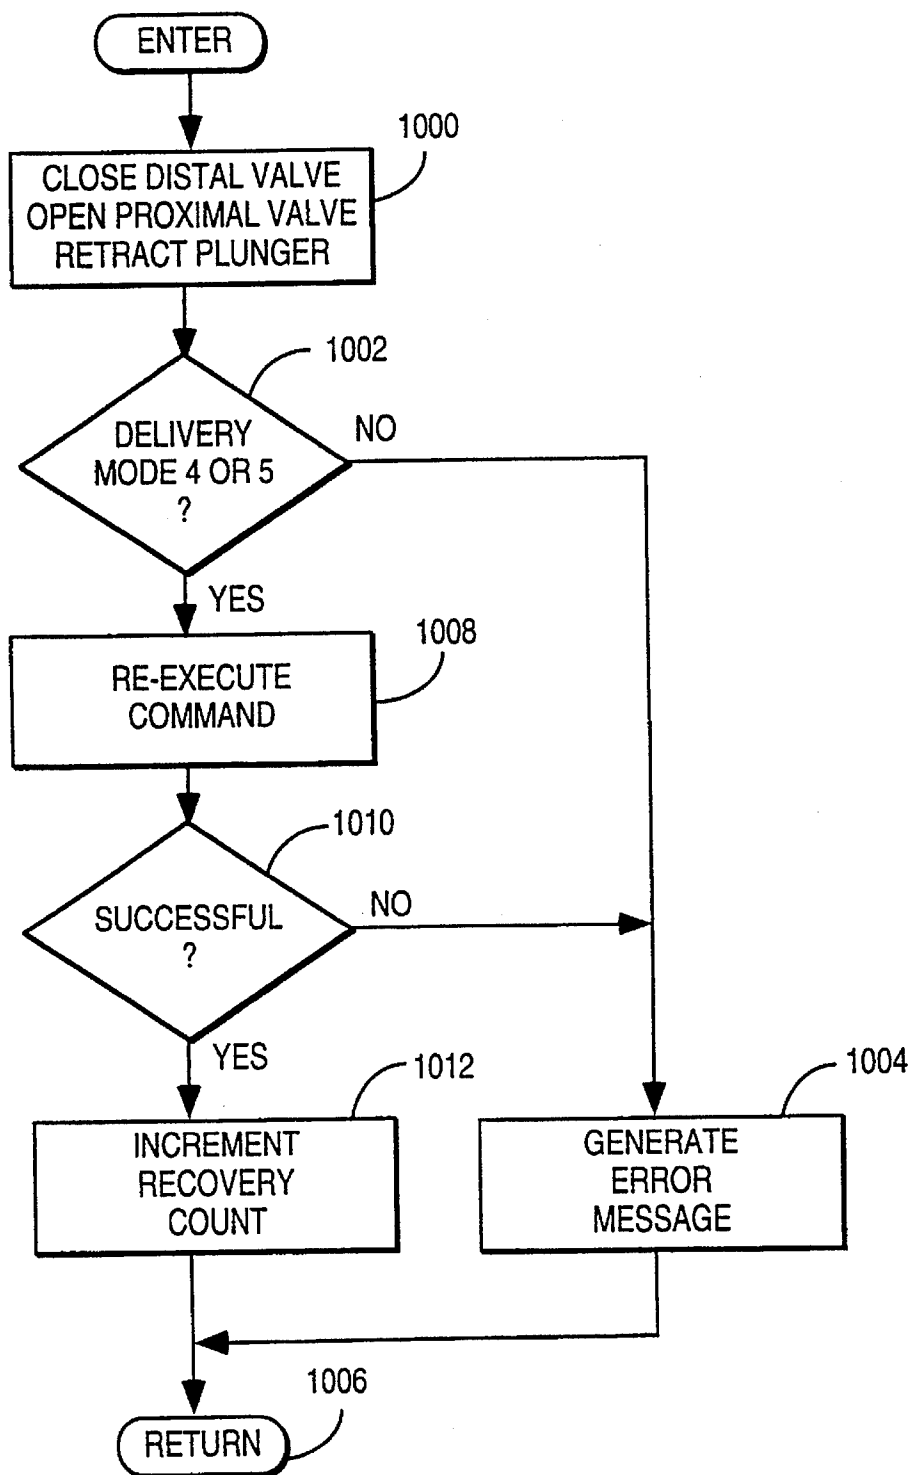 ENTER
1000
CLOSE DISTAL VALVE
OPEN PROXIMAL VALVE
RETRACT PLUNGER
1002
DELIVERY
MODE 4 OR 5
?
NO
YES
1008
RE-EXECUTE
COMMAND
1010
SUCCESSFUL
?
NO
YES
1012
INCREMENT
RECOVERY
COUNT
1004
GENERATE
ERROR
MESSAGE
1006
RETURN